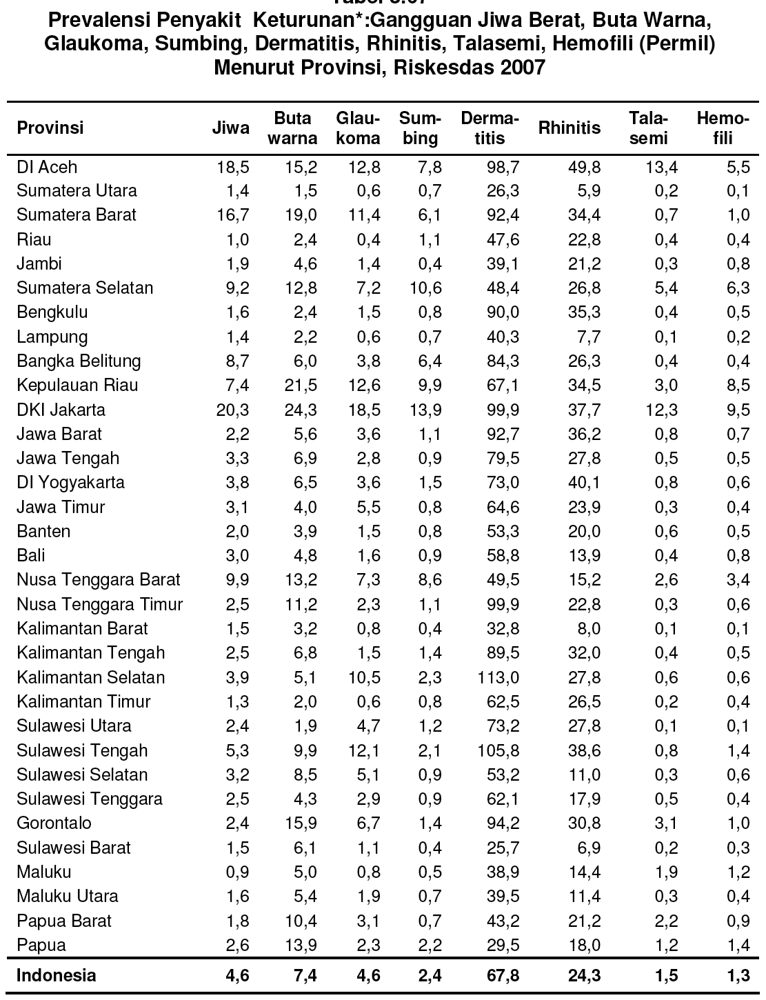 Prevalensi Penyakit Keturunan*:Gangguan Jiwa Berat, Buta Warna,
Glaukoma, Sumbing, Dermatitis, Rhinitis, Talasemi, Hemofili (Permil)
Menurut Provinsi, Riskesdas 2007
Provinsi Jiwa Buta warna Glau-koma Sum-bing Derma-titis Rhinitis Tala-semi Hemo-fili
DI Aceh 18,5 15,2 12,8 7,8 98,7 49,8 13,4 5,5
Sumatera Utara 1,4 1,5 0,6 0,7 26,3 5,9 0,2 0,1
Sumatera Barat 16,7 19,0 11,4 6,1 92,4 34,4 0,7 1,0
Riau 1,0 2,4 0,4 1,1 47,6 22,8 0,4 0,4
Jambi 1,9 4,6 1,4 0,4 39,1 21,2 0,3 0,8
Sumatera Selatan 9,2 12,8 7,2 10,6 48,4 26,8 5,4 6,3
Bengkulu 1,6 2,4 1,5 0,8 90,0 35,3 0,4 0,5
Lampung 1,4 2,2 0,6 0,7 40,3 7,7 0,1 0,2
Bangka Belitung 8,7 6,0 3,8 6,4 84,3 26,3 0,4 0,4
Kepulauan Riau 7,4 21,5 12,6 9,9 67,1 34,5 3,0 8,5
DKI Jakarta 20,3 24,3 18,5 13,9 99,9 37,7 12,3 9,5
Jawa Barat 2,2 5,6 3,6 1,1 92,7 36,2 0,8 0,7
Jawa Tengah 3,3 6,9 2,8 0,9 79,5 27,8 0,5 0,5
DI Yogyakarta 3,8 6,5 3,6 1,5 73,0 40,1 0,8 0,6
Jawa Timur 3,1 4,0 5,5 0,8 64,6 23,9 0,3 0,4
Banten 2,0 3,9 1,5 0,8 53,3 20,0 0,6 0,5
Bali 3,0 4,8 1,6 0,9 58,8 13,9 0,4 0,8
Nusa Tenggara Barat 9,9 13,2 7,3 8,6 49,5 15,2 2,6 3,4
Nusa Tenggara Timur 2,5 11,2 2,3 1,1 99,9 22,8 0,3 0,6
Kalimantan Barat 1,5 3,2 0,8 0,4 32,8 8,0 0,1 0,1
Kalimantan Tengah 2,5 6,8 1,5 1,4 89,5 32,0 0,4 0,5
Kalimantan Selatan 3,9 5,1 10,5 2,3 113,0 27,8 0,6 0,6
Kalimantan Timur 1,3 2,0 0,6 0,8 62,5 26,5 0,2 0,4
Sulawesi Utara 2,4 1,9 4,7 1,2 73,2 27,8 0,1 0,1
Sulawesi Tengah 5,3 9,9 12,1 2,1 105,8 38,6 0,8 1,4
Sulawesi Selatan 3,2 8,5 5,1 0,9 53,2 11,0 0,3 0,6
Sulawesi Tenggara 2,5 4,3 2,9 0,9 62,1 17,9 0,5 0,4
Gorontalo 2,4 15,9 6,7 1,4 94,2 30,8 3,1 1,0
Sulawesi Barat 1,5 6,1 1,1 0,4 25,7 6,9 0,2 0,3
Maluku 0,9 5,0 0,8 0,5 38,9 14,4 1,9 1,2
Maluku Utara 1,6 5,4 1,9 0,7 39,5 11,4 0,3 0,4
Papua Barat 1,8 10,4 3,1 0,7 43,2 21,2 2,2 0,9
Papua 2,6 13,9 2,3 2,2 29,5 18,0 1,2 1,4
Indonesia 4,6 7,4 4,6 2,4 67,8 24,3 1,5 1,3